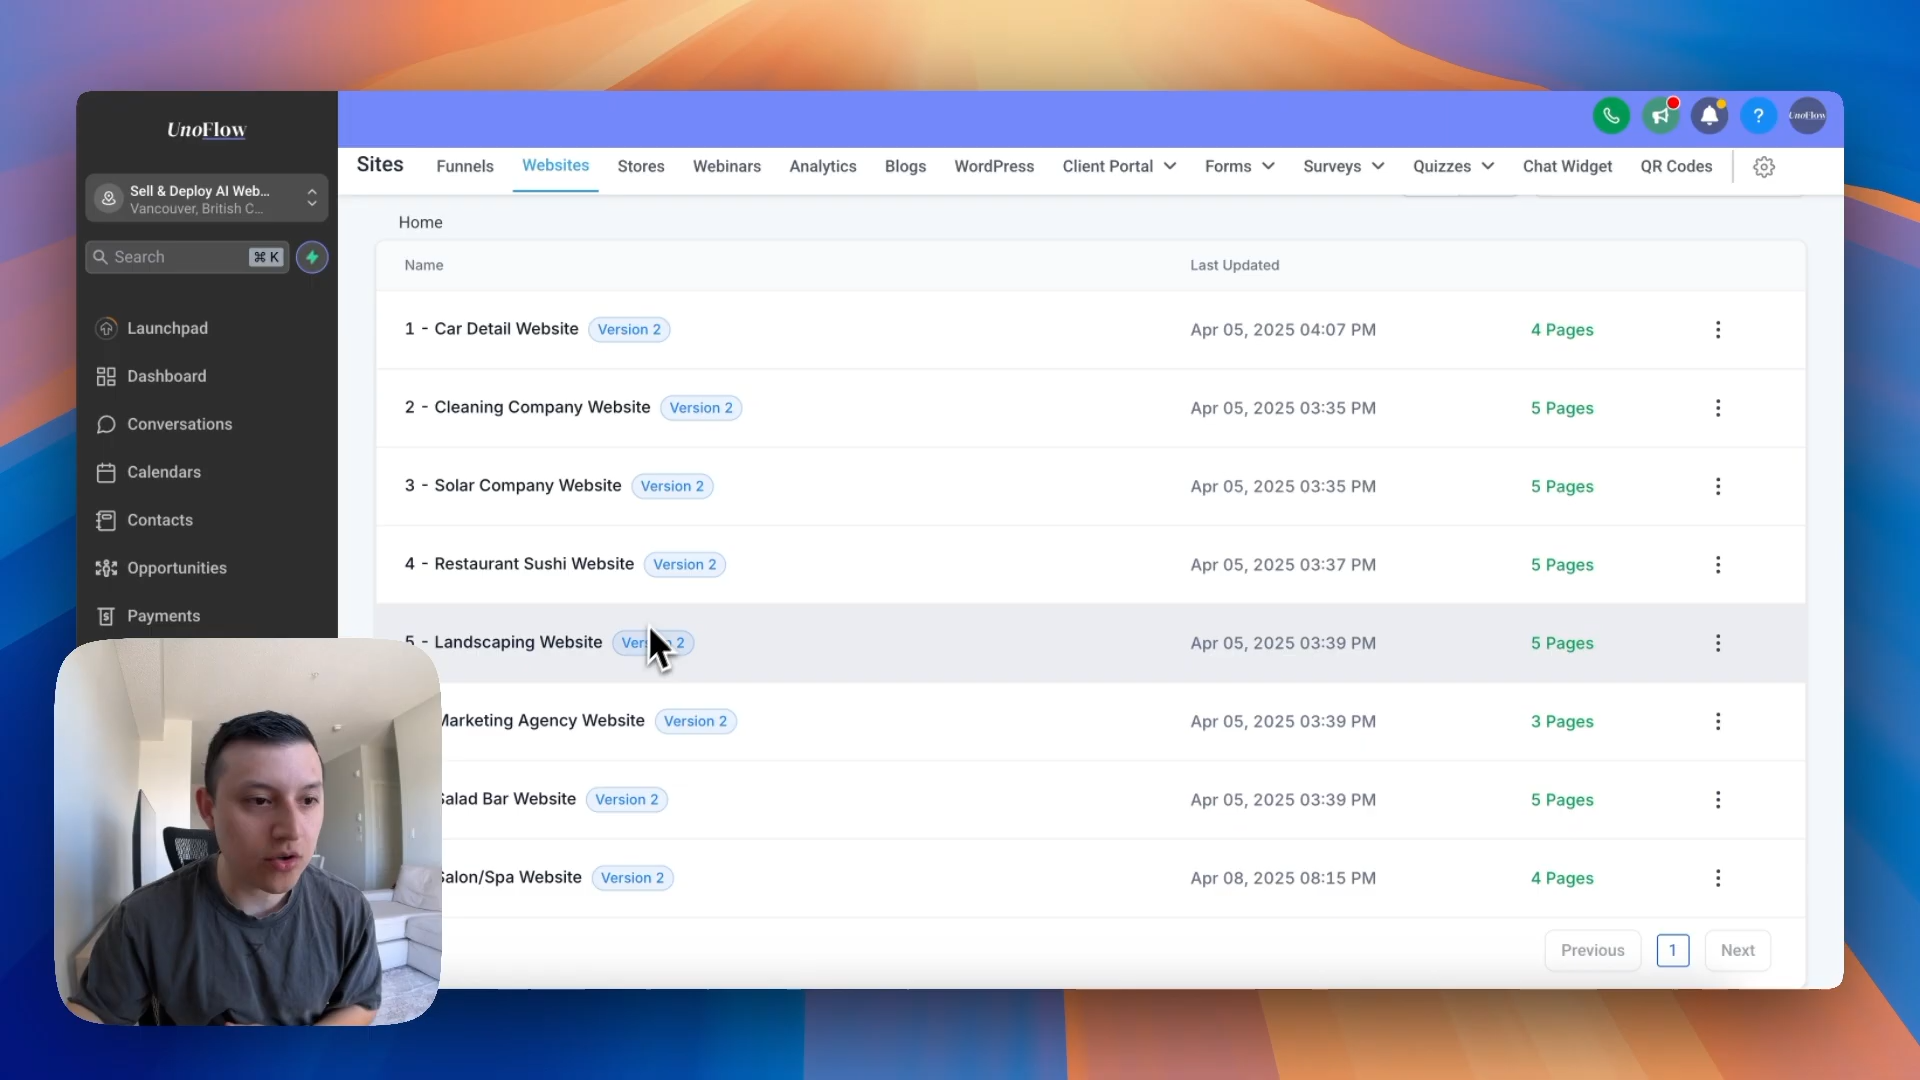 UnoFlow
Sell & Deploy AI Web...
Vancouver, British C...
Search ⌘ K
Launchpad
Dashboard
Conversations
Calendars
Contacts
Opportunities
Payments
?
UnoFlow
Sites Funnels Websites Stores Webinars Analytics Blogs WordPress Client Portal Forms Surveys Quizzes Chat Widget QR Codes
Home
Name Last Updated
1 - Car Detail Website Version 2 Apr 05, 2025 04:07 PM 4 Pages
2 - Cleaning Company Website Version 2 Apr 05, 2025 03:35 PM 5 Pages
3 - Solar Company Website Version 2 Apr 05, 2025 03:35 PM 5 Pages
4 - Restaurant Sushi Website Version 2 Apr 05, 2025 03:37 PM 5 Pages
5 - Landscaping Website Version 2 Apr 05, 2025 03:39 PM 5 Pages
Marketing Agency Website Version 2 Apr 05, 2025 03:39 PM 3 Pages
Salad Bar Website Version 2 Apr 05, 2025 03:39 PM 5 Pages
Salon/Spa Website Version 2 Apr 08, 2025 08:15 PM 4 Pages
Previous 1 Next